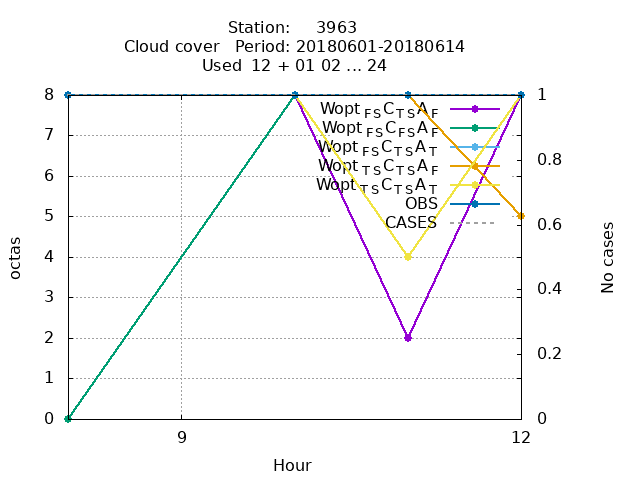 Station: 3963
Cloud cover Period: 20180601-20180614
Used 12 + 01 02 ... 24
8 1
Wopt FS C TS A F
7 Wopt FS C FS A F
Wopt FS C TS A T
Wopt TS C TS A F 0.8
6 Wopt TS C TS A T
OBS
5 CASES 0.6
4
0.4
3
2 0.2
1
0 0
9 12
octas
No cases
Hour